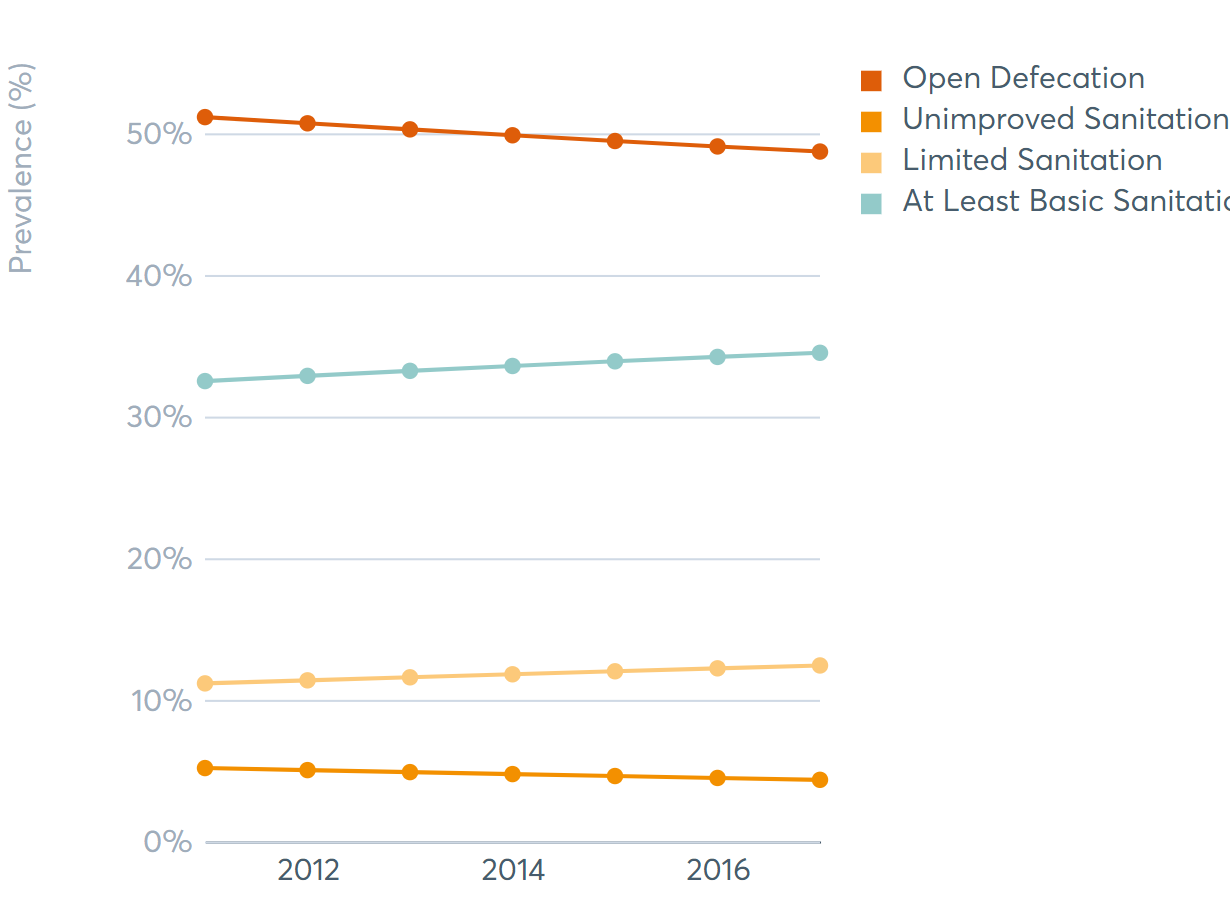 Prevalence (%)
50%
40%
30%
20%
10%
0%
2012
2014
2016
Open Defecation
Unimproved Sanitation
Limited Sanitation
At Least Basic